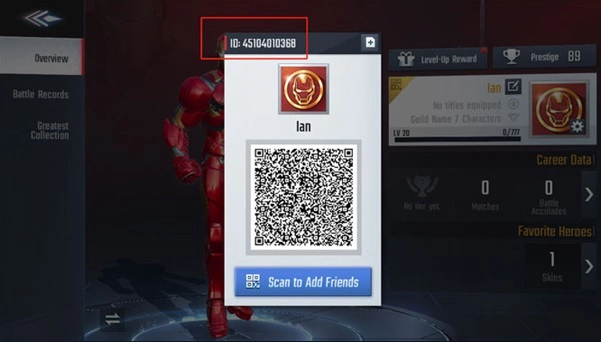 Overview
Battle Records
Greatest
Collection
ID: 45104010368
Ian
Scan to Add Friends
Level-Up Reward
Prestige 89
Ian
No titles equipped
Guild Name 7 Characters
LV 20
0/777
Career Data
No tier yet.
0
Matches
0
Battle
Accolades
Favorite Heroes
1
Skins